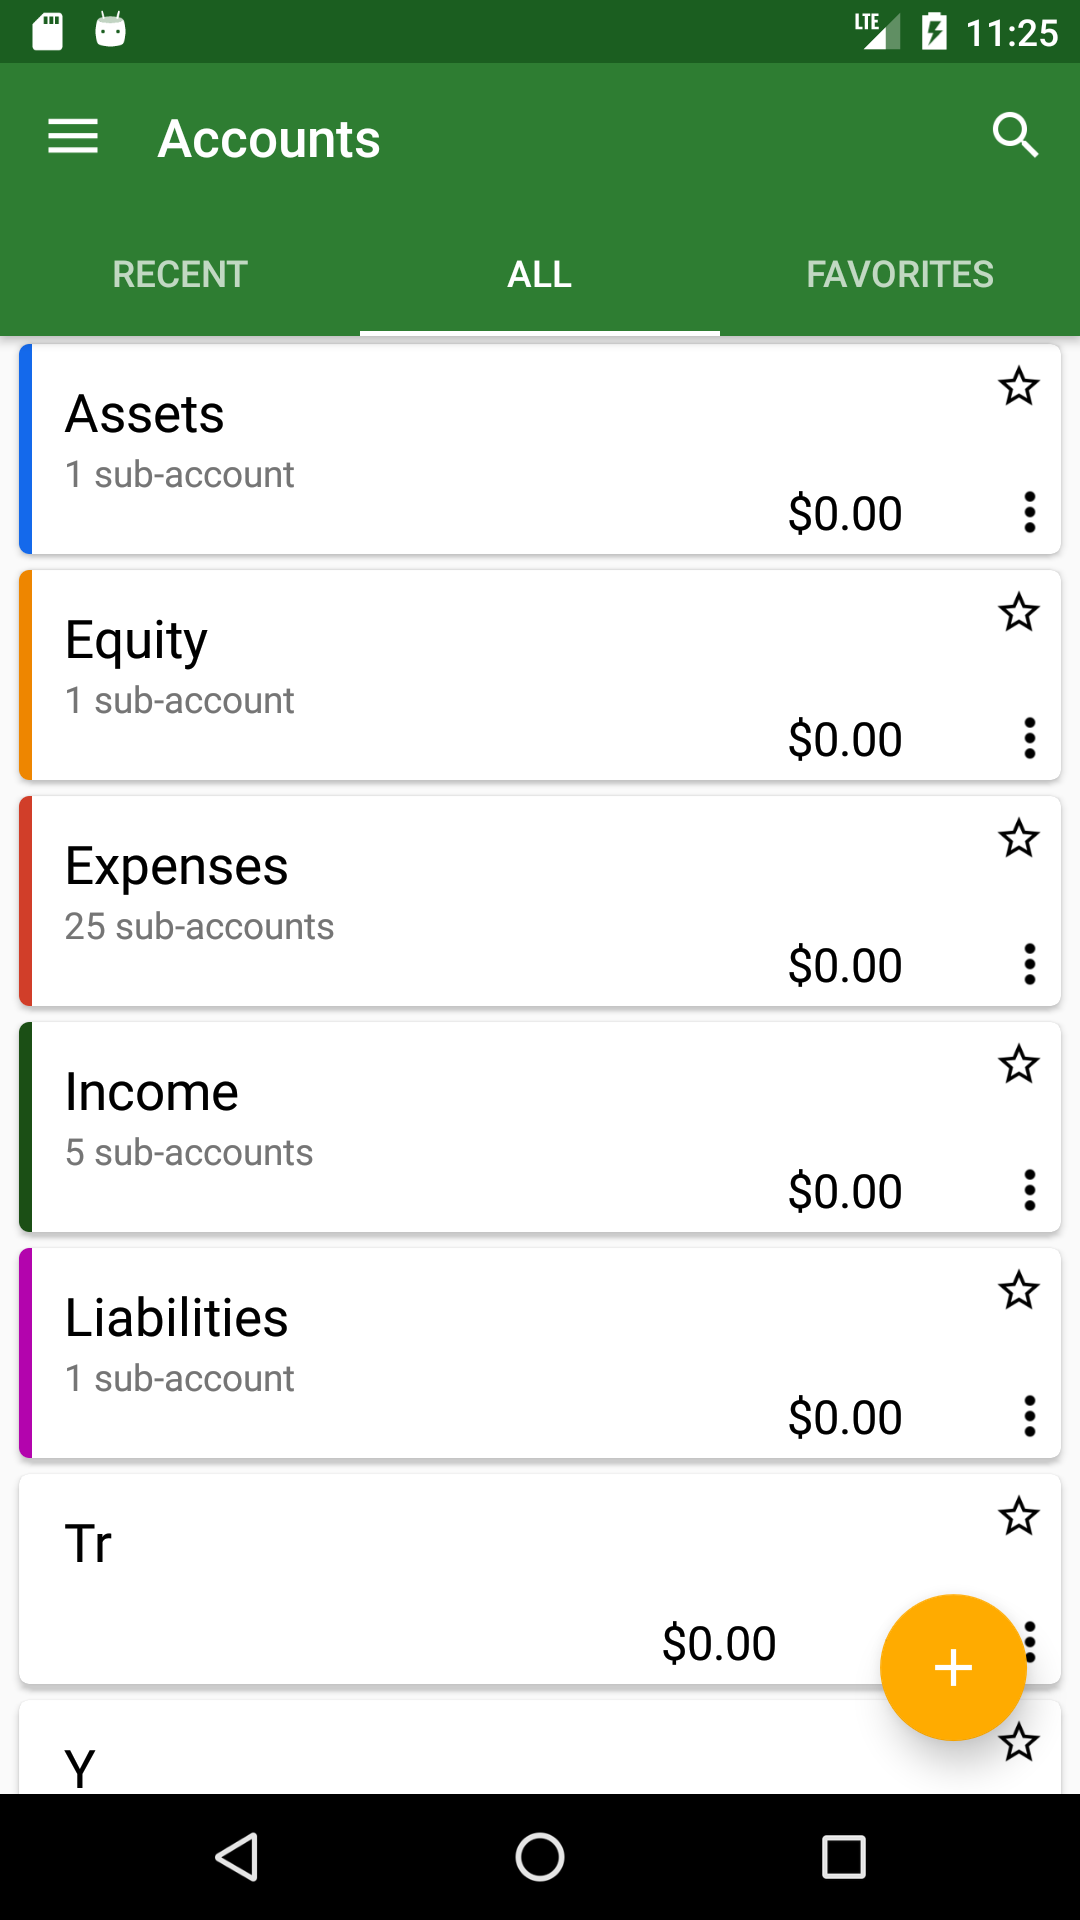 LTE 11:25
Accounts
RECENT ALL FAVORITES
Assets
1 sub-account
$0.00
Equity
1 sub-account
$0.00
Expenses
25 sub-accounts
$0.00
Income
5 sub-accounts
$0.00
Liabilities
1 sub-account
$0.00
Tr
$0.00
Y